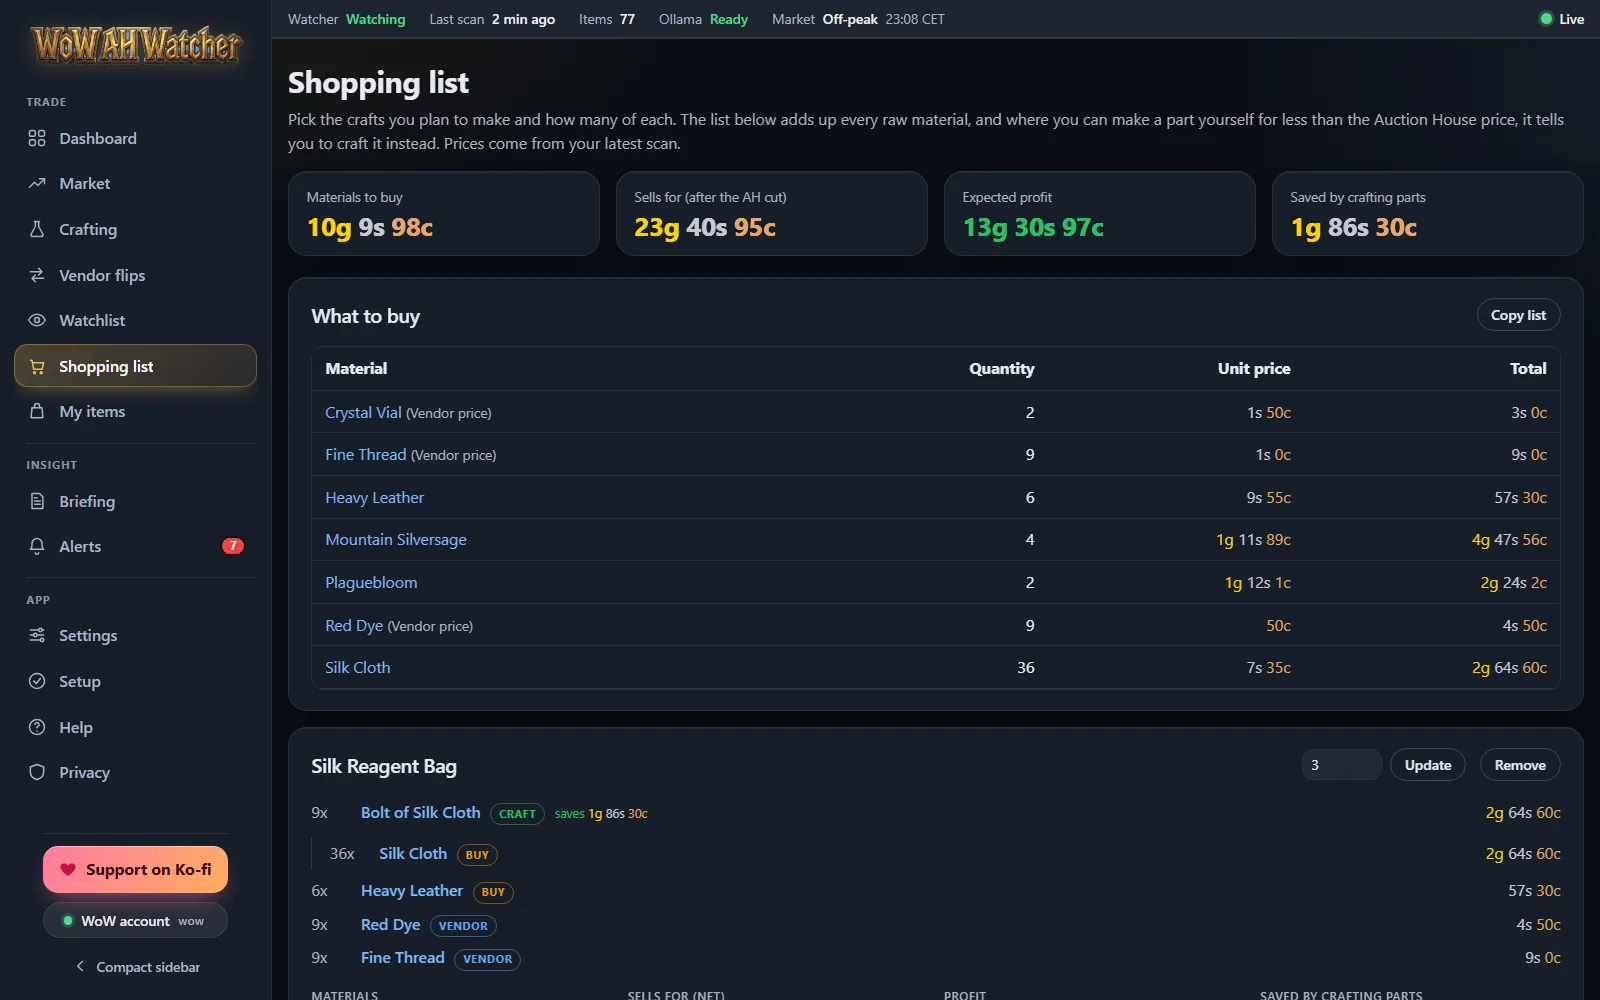 WoW AH Watcher
TRADE
Dashboard
Market
Crafting
Vendor flips
Watchlist
Shopping list
My items
INSIGHT
Briefing
Alerts 7
APP
Settings
Setup
Help
Privacy
Support on Ko-fi
WoW account wow
Compact sidebar
Watcher Watching Last scan 2 min ago Items 77 Ollama Ready Market Off-peak 23:08 CET Live
Shopping list
Pick the crafts you plan to make and how many of each. The list below adds up every raw material, and where you can make a part yourself for less than the Auction House price, it tells
you to craft it instead. Prices come from your latest scan.
Materials to buy
10g 9s 98c
Sells for (after the AH cut)
23g 40s 95c
Expected profit
13g 30s 97c
Saved by crafting parts
1g 86s 30c
What to buy Copy list
Material Quantity Unit price Total
Crystal Vial (Vendor price) 2 1s 50c 3s 0c
Fine Thread (Vendor price) 9 1s 0c 9s 0c
Heavy Leather 6 9s 55c 57s 30c
Mountain Silversage 4 1g 11s 89c 4g 47s 56c
Plaguebloom 2 1g 12s 1c 2g 24s 2c
Red Dye (Vendor price) 9 50c 4s 50c
Silk Cloth 36 7s 35c 2g 64s 60c
Silk Reagent Bag 3 Update Remove
9x Bolt of Silk Cloth CRAFT saves 1g 86s 30c 2g 64s 60c
36x Silk Cloth BUY 2g 64s 60c
6x Heavy Leather BUY 57s 30c
9x Red Dye VENDOR 4s 50c
9x Fine Thread VENDOR 9s 0c
MATERIALS SELLS FOR (NET) PROFIT SAVED BY CRAFTING PARTS